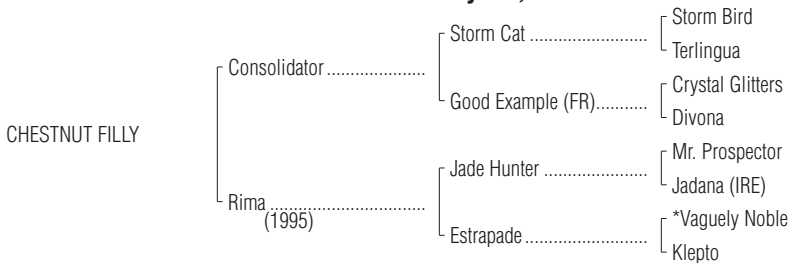 Storm Bird
Storm Cat ........................
Terlingua
Consolidator ....................
Crystal Glitters
Good Example (FR)...........
Divona
CHESTNUT FILLY
Mr. Prospector
Jade Hunter .....................
Jadana (IRE)
Rima ................................
(1995)
*Vaguely Noble
Estrapade .........................
Klepto